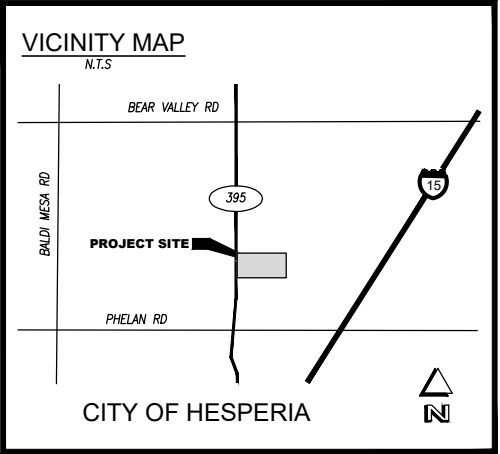 VICINITY MAP
N.T.S
BEAR VALLEY RD
BALDI MESA RD
15
395
PROJECT SITE
PHELAN RD
CITY OF HESPERIA
N